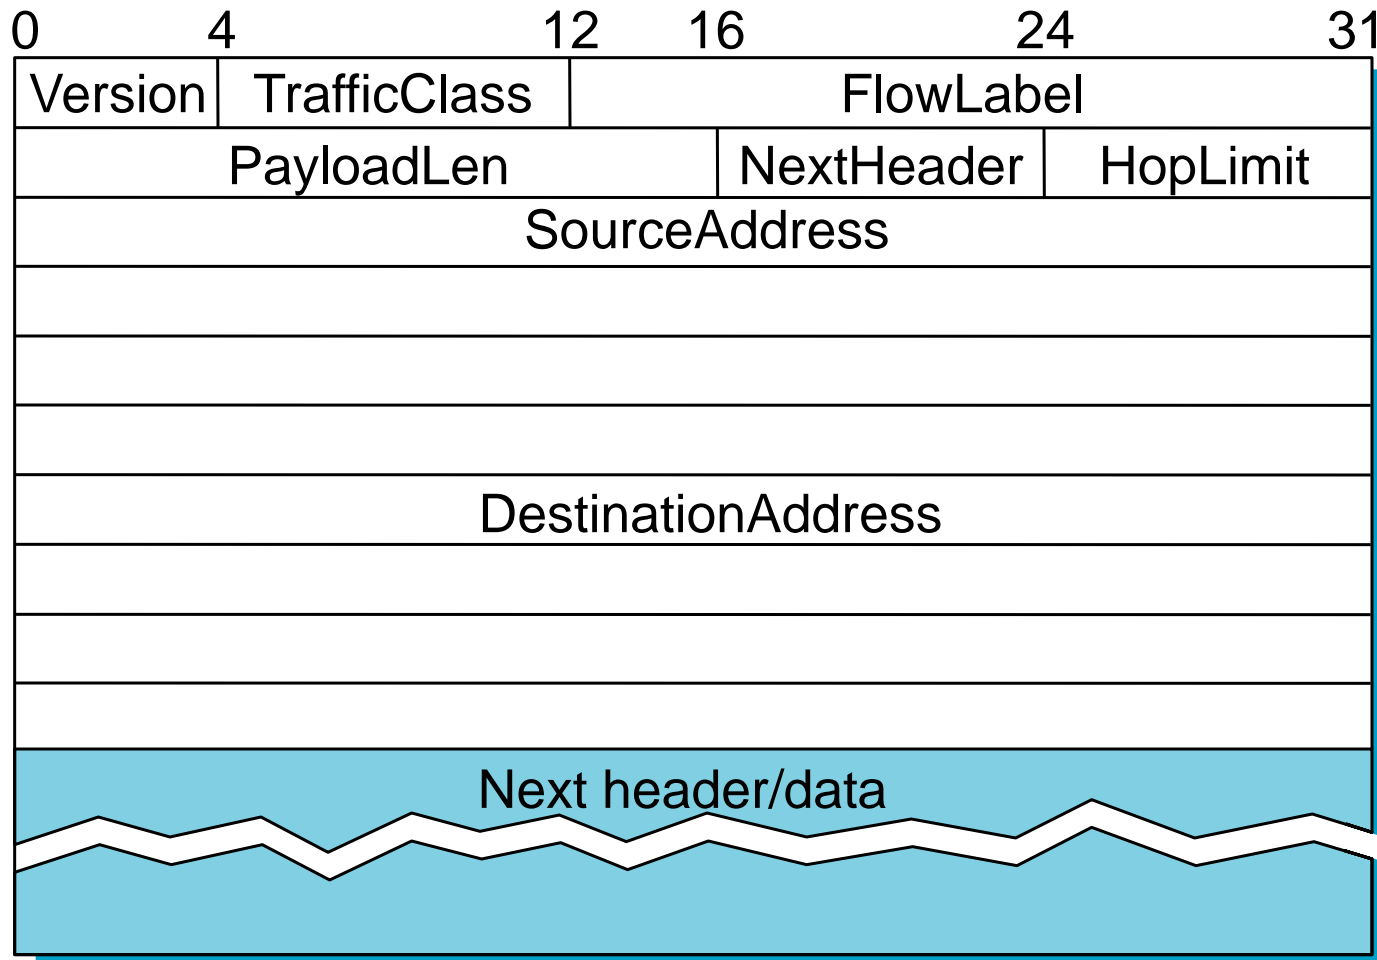 0 4 12 16 24 31
Version TrafficClass FlowLabel
PayloadLen NextHeader HopLimit
SourceAddress
DestinationAddress
Next header/data